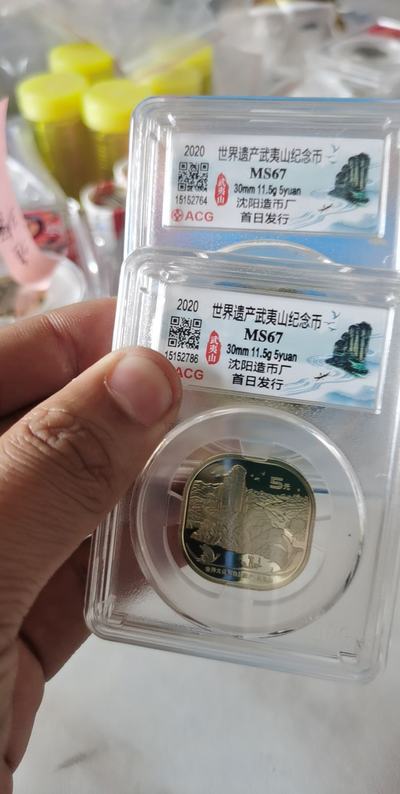 2020 世界遗产武夷山纪念币
MS67
武夷山
30mm 11.5g 5yuan
15152764
沈阳造币厂
ACG
首日发行
2020 世界遗产武夷山纪念币
MS67
武夷山
30mm 11.5g 5yuan
15152786
沈阳造币厂
ACG
首日发行
5元